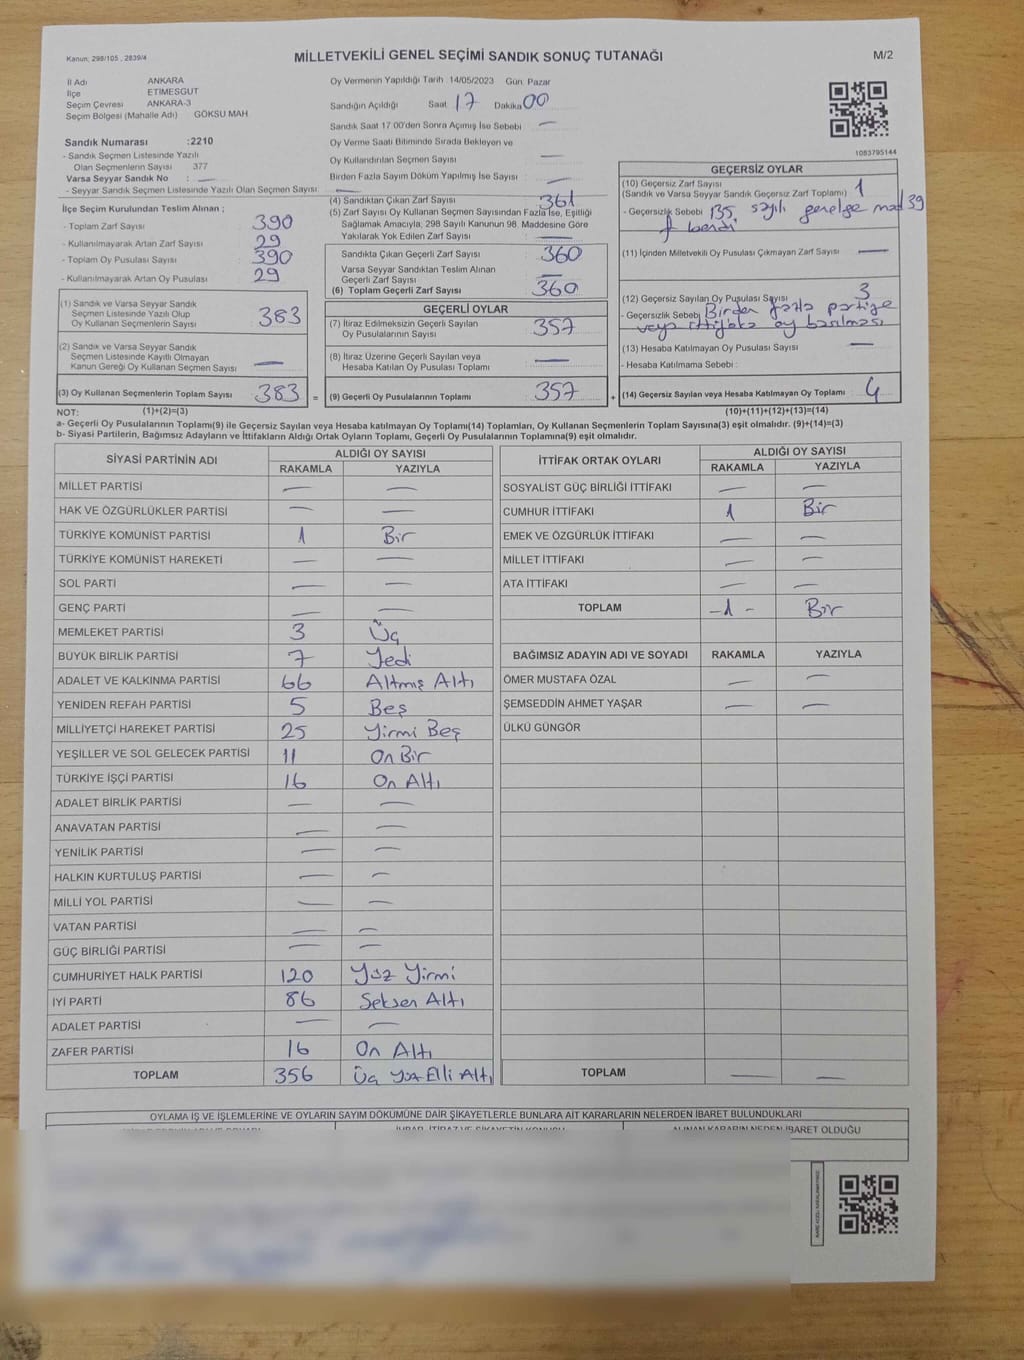 Kanun, 298/105 , 2839/4
MİLLETVEKİLİ GENEL SEÇİMİ SANDIK SONUÇ TUTANAĞI
M/2
İl Adı ANKARA
İlçe ETİMESGUT
Seçim Çevresi ANKARA-3
Seçim Bölgesi (Mahalle Adı) GÖKSU MAH
Sandık Numarası :2210
- Sandık Seçmen Listesinde Yazılı
Olan Seçmenlerin Sayısı 377
Varsa Seyyar Sandık No : —
- Seyyar Sandık Seçmen Listesinde Yazılı Olan Seçmen Sayısı: —
İlçe Seçim Kurulundan Teslim Alınan ;
- Toplam Zarf Sayısı : 390
- Kullanılmayarak Artan Zarf Sayısı : 29
- Toplam Oy Pusulası Sayısı : 390
- Kullanılmayarak Artan Oy Pusulası : 29
(1) Sandık ve Varsa Seyyar Sandık
Seçmen Listesinde Yazılı Olup
Oy Kullanan Seçmenlerin Sayısı : 383
(2) Sandık ve Varsa Seyyar Sandık
Seçmen Listesinde Kayıtlı Olmayan
Kanun Gereği Oy Kullanan Seçmen Sayısı : —
(3) Oy Kullanan Seçmenlerin Toplam Sayısı : 383 =
Oy Vermenin Yapıldığı Tarih 14/05/2023 Gün Pazar
Sandığın Açıldığı Saat 17 Dakika 00
Sandık Saat 17 00'den Sonra Açımış İse Sebebi : —
Oy Verme Saati Bitiminde Sırada Bekleyen ve
Oy Kullandırılan Seçmen Sayısı : —
Birden Fazla Sayım Döküm Yapılmış İse Sayısı : —
(4) Sandıktan Çıkan Zarf Sayısı : 361
(5) Zarf Sayısı Oy Kullanan Seçmen Sayısından Fazla İse, Eşitliği
Sağlamak Amacıyla, 298 Sayılı Kanunun 98. Maddesine Göre
Yakılarak Yok Edilen Zarf Sayısı : —
Sandıkta Çıkan Geçerli Zarf Sayısı : 360
Varsa Seyyar Sandıktan Teslim Alınan
Geçerli Zarf Sayısı : —
(6) Toplam Geçerli Zarf Sayısı : 360
GEÇERLİ OYLAR
(7) İtiraz Edilmeksizin Geçerli Sayılan
Oy Pusulalarının Sayısı : 357
(8) İtiraz Üzerine Geçerli Sayılan veya
Hesaba Katılan Oy Pusulası Toplamı : —
(9) Geçerli Oy Pusulalarının Toplamı : 357 +
1083795144
GEÇERSİZ OYLAR
(10) Geçersiz Zarf Sayısı
(Sandık ve Varsa Seyyar Sandık Geçersiz Zarf Toplamı) : 1
- Geçersizlik Sebebi : 135. sayılı genelge mad 39
(11) İçinden Milletvekili Oy Pusulası Çıkmayan Zarf Sayısı : —
(12) Geçersiz Sayılan Oy Pusulası Sayısı : 3
- Geçersizlik Sebebi : Birden fazla partiye
veya ittifaka oy basılması
(13) Hesaba Katılmayan Oy Pusulası Sayısı : —
- Hesaba Katılmama Sebebi :
(14) Geçersiz Sayılan veya Hesaba Katılmayan Oy Toplamı : 4
NOT: (1)+(2)=(3) (10)+(11)+(12)+(13)=(14)
a- Geçerli Oy Pusulasının Toplamı(9) ile Geçersiz Sayılan veya Hesaba katılmayan Oy Toplamı(14) Toplamları, Oy Kullanan Seçmenlerin Toplam Sayısına(3) eşit olmalıdır. (9)+(14)=(3)
b- Siyasi Partilerin, Bağımsız Adayların ve İttifakların Aldığı Ortak Oyların Toplamı, Geçerli Oy Pusulalarının Toplamına(9) eşit olmalıdır.
SİYASİ PARTİNİN ADI ALDIĞI OY SAYISI
RAKAMLA YAZIYLA
MİLLET PARTİSİ — —
HAK VE ÖZGÜRLÜKLER PARTİSİ — —
TÜRKİYE KOMÜNİST PARTİSİ 1 Bir
TÜRKİYE KOMÜNİST HAREKETİ — —
SOL PARTİ — —
GENÇ PARTİ — —
MEMLEKET PARTİSİ 3 Üç
BÜYÜK BİRLİK PARTİSİ 7 Yedi
ADALET VE KALKINMA PARTİSİ 66 Altmış Altı
YENİDEN REFAH PARTİSİ 5 Beş
MİLLİYETÇİ HAREKET PARTİSİ 25 Yirmi Beş
YEŞİLLER VE SOL GELECEK PARTİSİ 11 On Bir
TÜRKİYE İŞÇİ PARTİSİ 16 On Altı
ADALET BİRLİK PARTİSİ — —
ANAVATAN PARTİSİ — —
YENİLİK PARTİSİ — —
HALKIN KURTULUŞ PARTİSİ — —
MİLLİ YOL PARTİSİ — —
VATAN PARTİSİ — —
GÜÇ BİRLİĞİ PARTİSİ — —
CUMHURİYET HALK PARTİSİ 120 Yüz Yirmi
İYİ PARTİ 86 Seksen Altı
ADALET PARTİSİ — —
ZAFER PARTİSİ 16 On Altı
TOPLAM 356 Üç Yüz Elli Altı
İTTİFAK ORTAK OYLARI ALDIĞI OY SAYISI
RAKAMLA YAZIYLA
SOSYALİST GÜÇ BİRLİĞİ İTTİFAKI — —
CUMHUR İTTİFAKI 1 Bir
EMEK VE ÖZGÜRLÜK İTTİFAKI — —
MİLLET İTTİFAKI — —
ATA İTTİFAKI — —
TOPLAM -1- Bir
BAĞIMSIZ ADAYIN ADI VE SOYADI RAKAMLA YAZIYLA
ÖMER MUSTAFA ÖZAL — —
ŞEMSEDDİN AHMET YAŞAR — —
ÜLKÜ GÜNGÖR
TOPLAM — —
OYLAMA İŞ VE İŞLEMLERİNE VE OYLARIN SAYIM DÖKÜMÜNE DAİR ŞİKAYETLERLE BUNLARA AİT KARARLARIN NELERDEN İBARET BULUNDUKLARI
ALINAN KARARIN NEDEN İBARET OLDUĞU